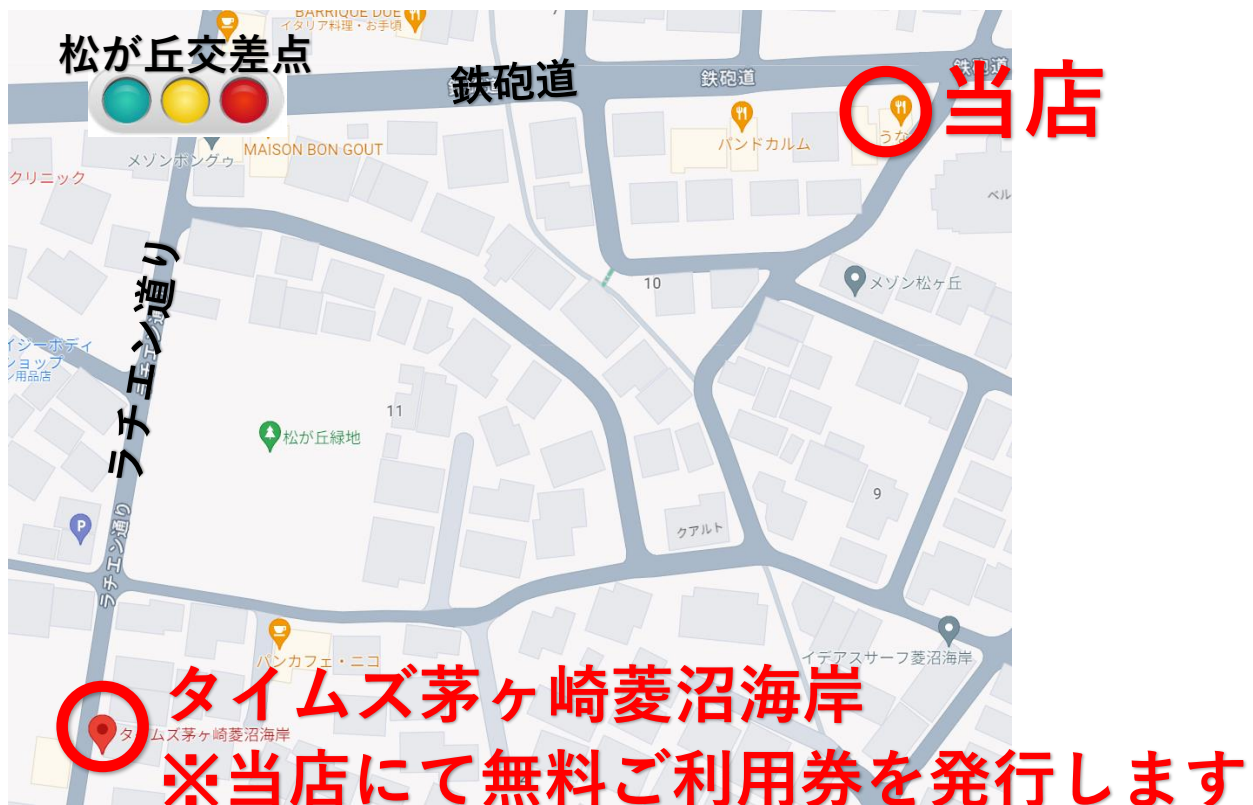 BARRIQUE DUE
イタリア料理・お手頃
松が丘交差点
鉄砲道
鉄砲道
鉄砲道
当店
うな
パンドカルム
MAISON BON GOUT
メゾンボングゥ
クリニック
ベル
メゾン松ヶ丘
10
ラチエン道り
イシーボディ
ショップ
ン用品店
11
松が丘緑地
9
P
クアルト
ラチエン通り
イデアスサーフ菱沼海岸
パンカフェ・ニコ
タイムズ茅ヶ崎菱沼海岸
タイムズ茅ヶ崎菱沼海岸
※当店にて無料ご利用券を発行します